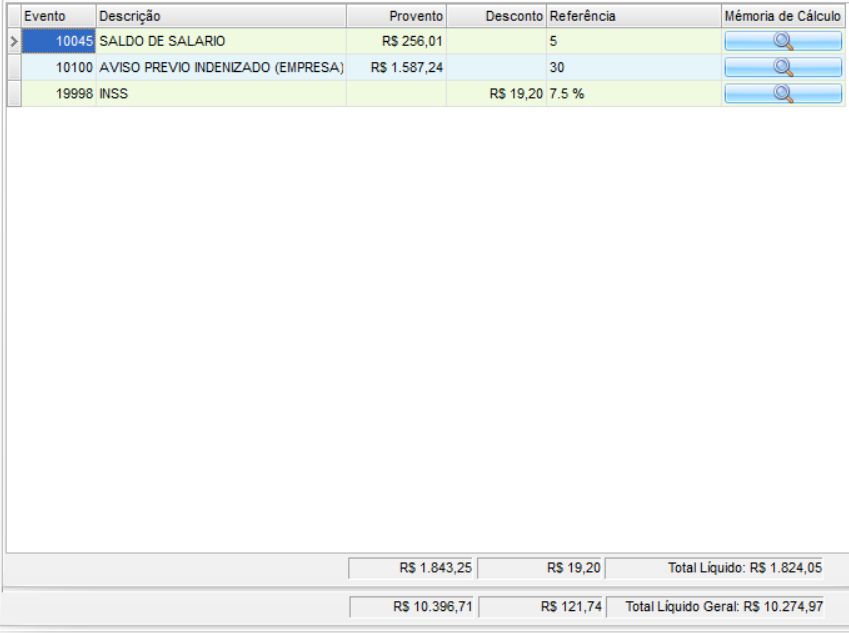 Evento Descrição Provento Desconto Referência Mémoria de Cálculo
10045 SALDO DE SALARIO R$ 256,01 5
10100 AVISO PREVIO INDENIZADO (EMPRESA) R$ 1.587,24 30
19998 INSS R$ 19,20 7.5 %
R$ 1.843,25 R$ 19,20 Total Líquido: R$ 1.824,05
R$ 10.396,71 R$ 121,74 Total Líquido Geral: R$ 10.274,97